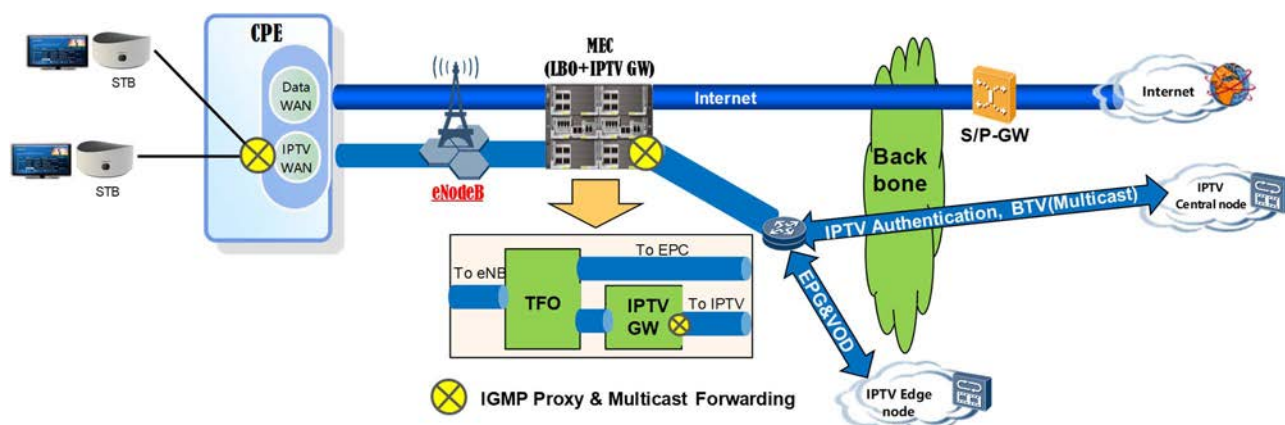 CPE
STB
STB
Data
WAN
IPTV
WAN
eNodeB
MEC
(LBO+IPTV GW)
Internet
S/P-GW
Internet
Back
bone
IPTV
Central node
IPTV Authentication, BTV(Multicast)
EPG&VOD
IPTV Edge
node
To eNB
TFO
To EPC
IPTV
GW
To IPTV
IGMP Proxy & Multicast Forwarding